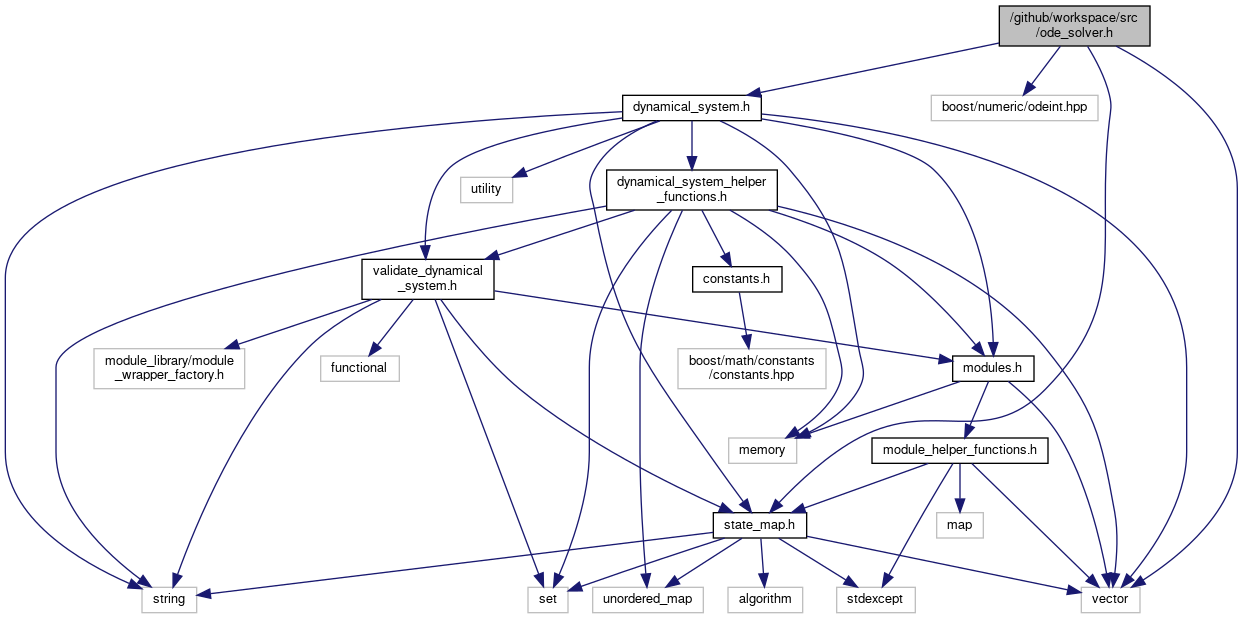 /github/workspace/src
/ode_solver.h
dynamical_system.h
boost/numeric/odeint.hpp
utility
dynamical_system_helper
_functions.h
validate_dynamical
_system.h
constants.h
module_library/module
_wrapper_factory.h
functional
boost/math/constants
/constants.hpp
modules.h
memory
module_helper_functions.h
state_map.h
map
string
set
unordered_map
algorithm
stdexcept
vector